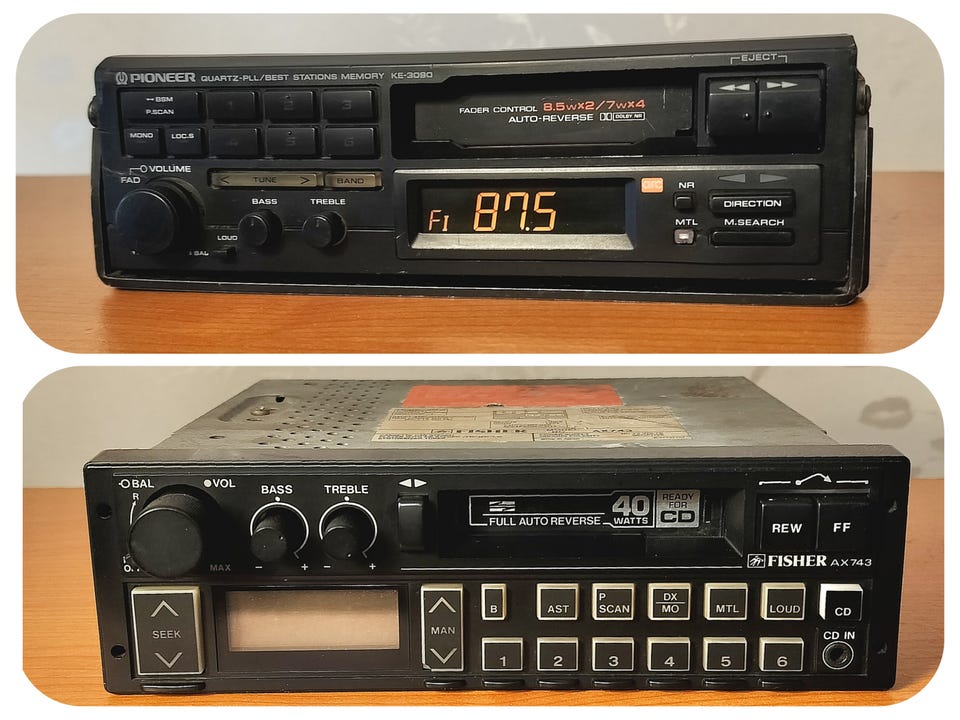 PIONEER QUARTZ-PLL/BEST STATIONS MEMORY KE-3090
EJECT
BSM
P.SCAN
1 2 3
MONO LOC.S
4 5 6
FADER CONTROL 8.5W×2/7W×4
AUTO-REVERSE DOLBY NR
VOLUME
FAD
TUNE BAND
BASS TREBLE
LOUD
BAL
F1 87.5
arc
NR
DIRECTION
MTL M.SEARCH
FISHER
BAL VOL
R
BASS TREBLE
MAX
- + - +
FULL AUTO REVERSE
40 WATTS
READY FOR CD
REW FF
FISHER AX743
SEEK
MAN
B AST P SCAN DX/MO MTL LOUD CD
1 2 3 4 5 6
CD IN